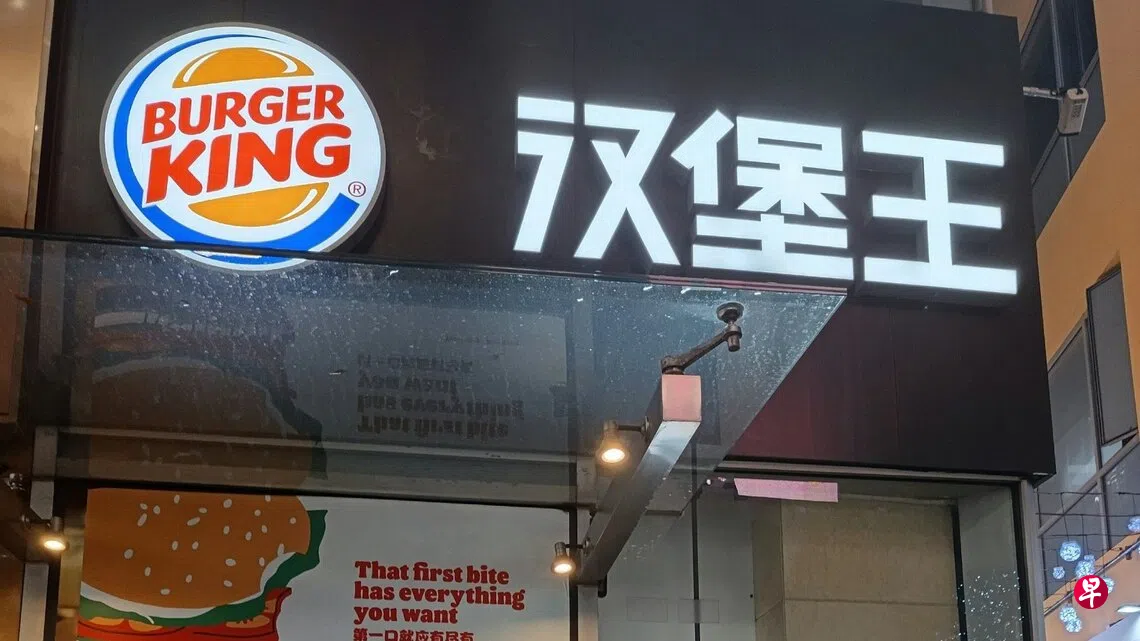 BURGER
KING
®
汉堡王
That first bite
has everything
you want
第一口就应有尽有
早